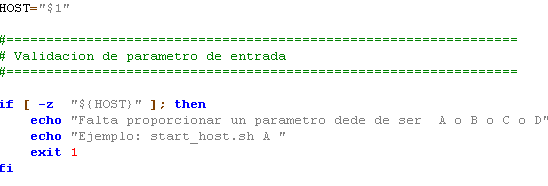 HOST="$1"
#================================================================
# Validacion de parametro de entrada
#================================================================
if [ -z  "${HOST}" ]; then
    echo "Falta proporcionar un parametro dede de ser  A o B o C o D"
    echo "Ejemplo: start_host.sh A "
    exit 1
fi